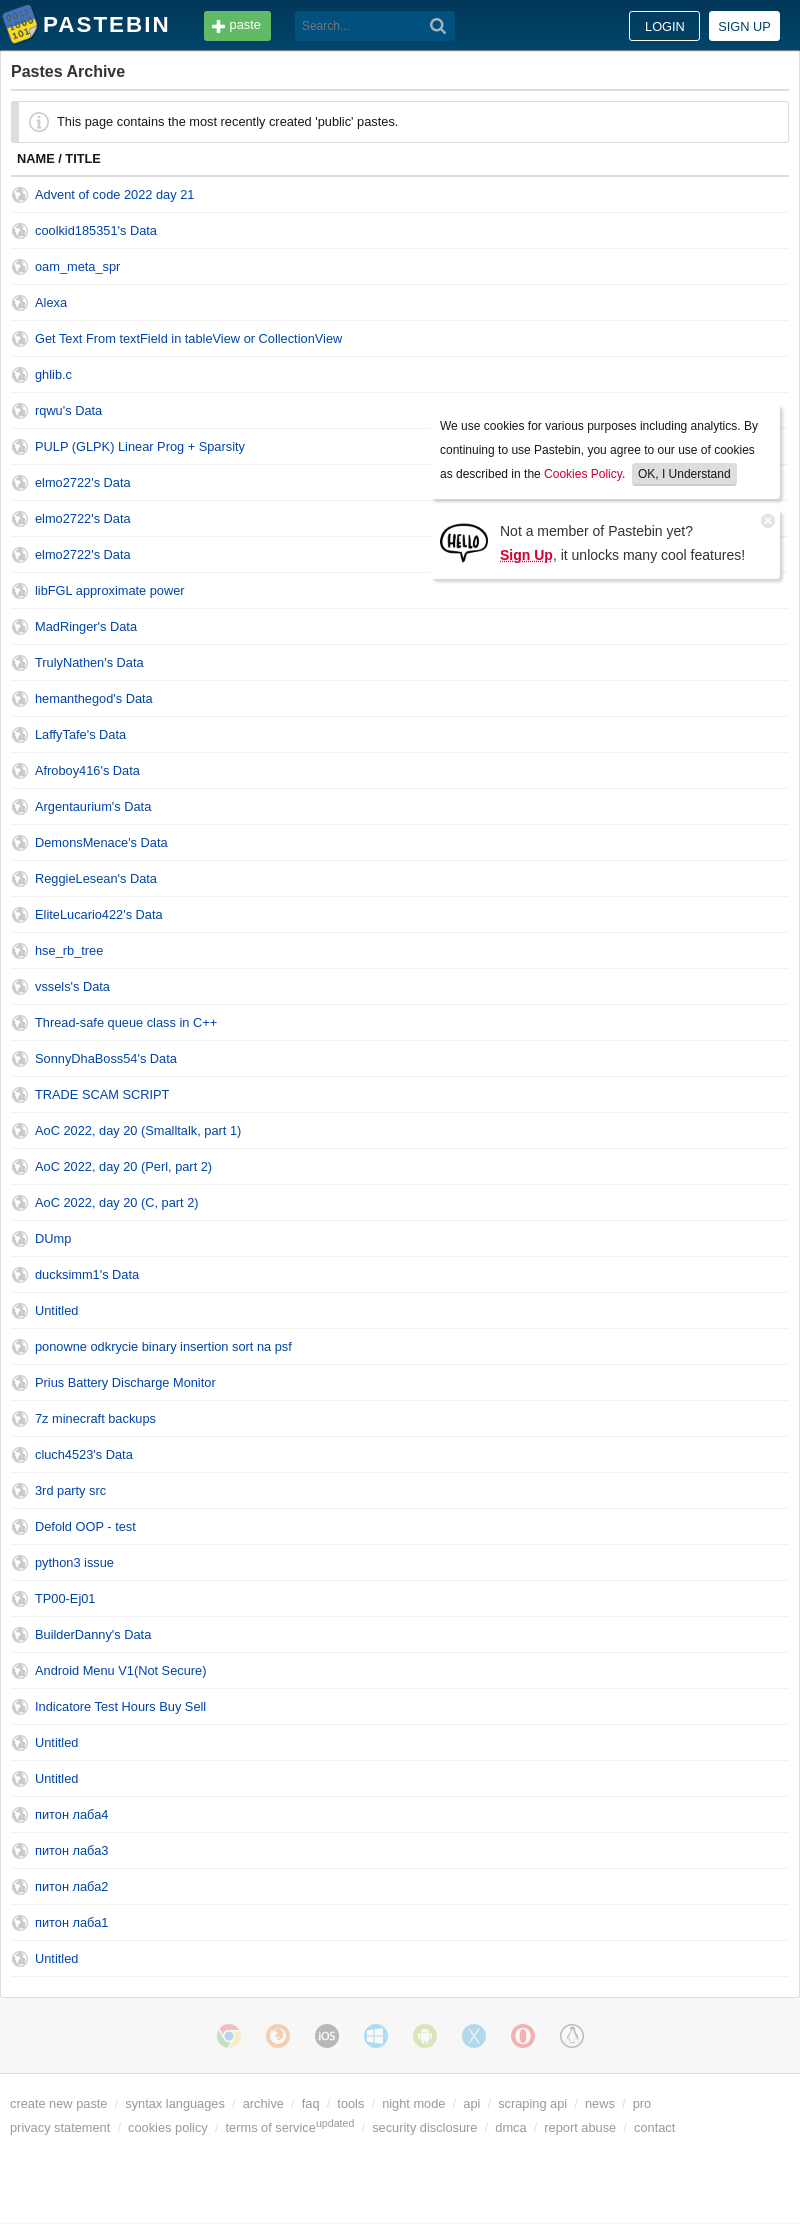 PASTEBIN
paste
Search...
LOGIN
SIGN UP
Pastes Archive
This page contains the most recently created 'public' pastes.
NAME / TITLE
Advent of code 2022 day 21
coolkid185351's Data
oam_meta_spr
Alexa
Get Text From textField in tableView or CollectionView
ghlib.c
rqwu's Data
PULP (GLPK) Linear Prog + Sparsity
elmo2722's Data
elmo2722's Data
elmo2722's Data
We use cookies for various purposes including analytics. By
continuing to use Pastebin, you agree to our use of cookies
as described in the Cookies Policy. OK, I Understand
HELLO
Not a member of Pastebin yet?
Sign Up, it unlocks many cool features!
libFGL approximate power
MadRinger's Data
TrulyNathen's Data
hemanthegod's Data
LaffyTafe's Data
Afroboy416's Data
Argentaurium's Data
DemonsMenace's Data
ReggieLesean's Data
EliteLucario422's Data
hse_rb_tree
vssels's Data
Thread-safe queue class in C++
SonnyDhaBoss54's Data
TRADE SCAM SCRIPT
AoC 2022, day 20 (Smalltalk, part 1)
AoC 2022, day 20 (Perl, part 2)
AoC 2022, day 20 (C, part 2)
DUmp
ducksimm1's Data
Untitled
ponowne odkrycie binary insertion sort na psf
Prius Battery Discharge Monitor
7z minecraft backups
cluch4523's Data
3rd party src
Defold OOP - test
python3 issue
TP00-Ej01
BuilderDanny's Data
Android Menu V1(Not Secure)
Indicatore Test Hours Buy Sell
Untitled
Untitled
питон лаба4
питон лаба3
питон лаба2
питон лаба1
Untitled
iOS
create new paste / syntax languages / archive / faq / tools / night mode / api / scraping api / news / pro
privacy statement / cookies policy / terms of service updated / security disclosure / dmca / report abuse / contact